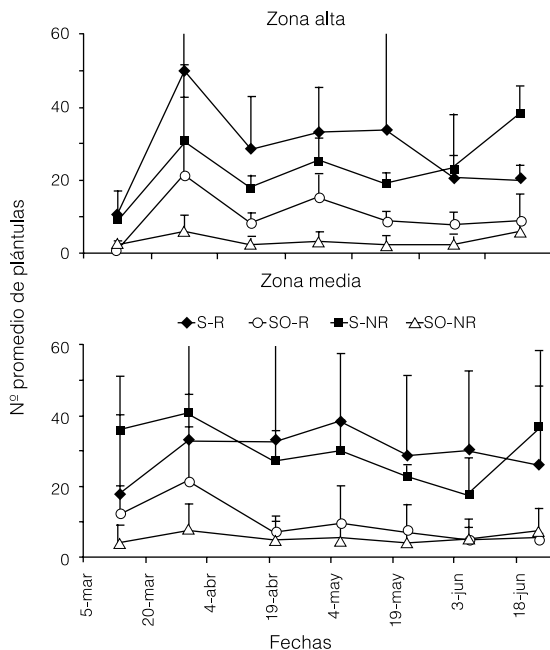 Zona alta
60
40
20
0
Nº promedio de plántulas
Zona media
S-R SO-R S-NR SO-NR
60
40
20
0
5-mar 20-mar 4-abr 19-abr 4-may 19-may 3-jun 18-jun
Fechas